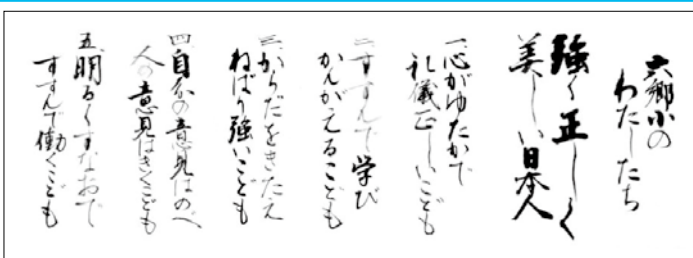 六郷小の
わたしたち
強く正しく
美しい日本人
一、心がゆたかで
礼儀正しいこども
二、すすんで学び
かんがえるこども
三、からだをきたえ
ねばり強いこども
四、自分の意見はのべ
人の意見はきくこども
五、明るくすなおで
すすんで働くこども